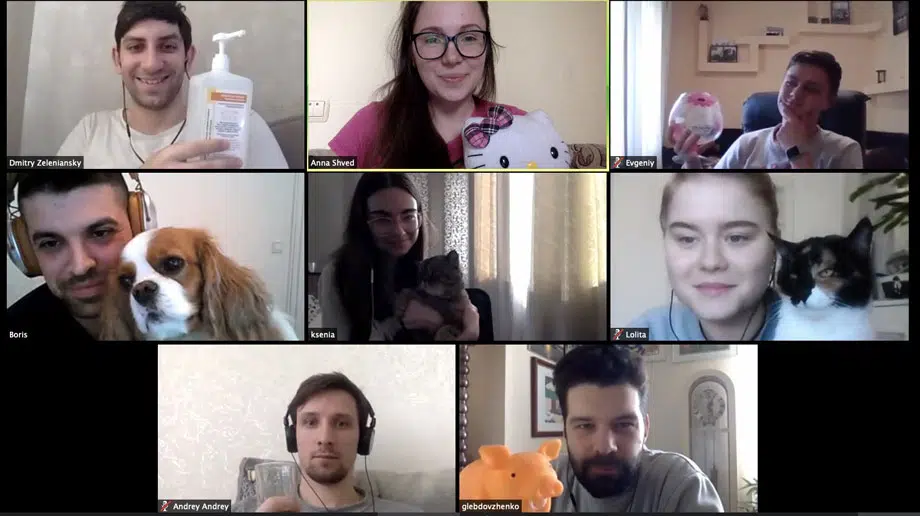 Dmitry Zeleniansky
Anna Shved
Evgeniy
Boris
ksenia
Lolita
Andrey Andrey
glebdovzhenko